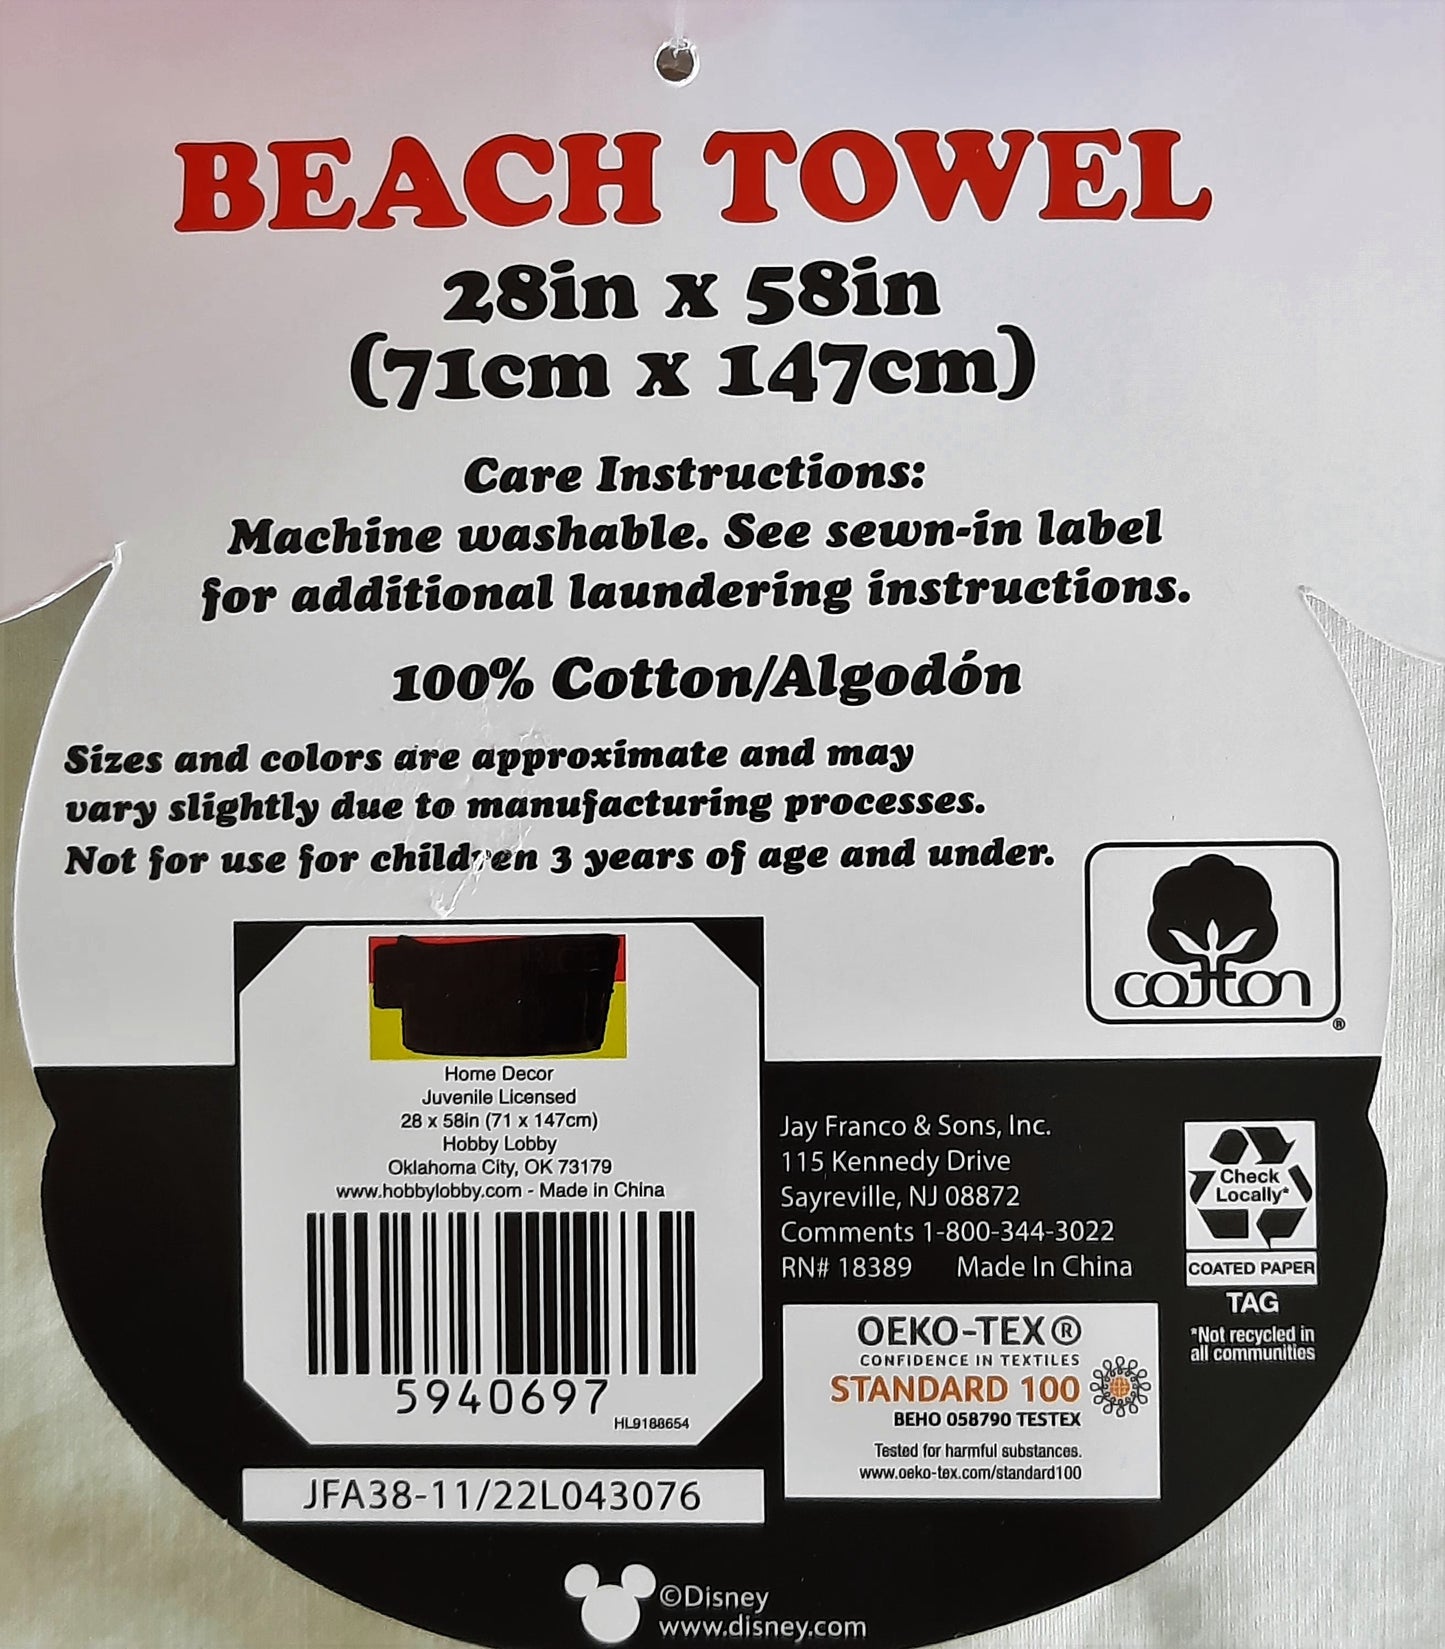 BEACH TOWEL
28in x 58in
(71cm x 147cm)
Care Instructions:
Machine washable. See sewn-in label
for additional laundering instructions.
100% Cotton/Algodón
Sizes and colors are approximate and may
vary slightly due to manufacturing processes.
Not for use for children 3 years of age and under.
cotton
®
Home Decor
Juvenile Licensed
28 x 58in (71 x 147cm)
Hobby Lobby
Oklahoma City, OK 73179
www.hobbylobby.com - Made in China
5940697
HL9188654
JFA38-11/22L043076
Jay Franco & Sons, Inc.
115 Kennedy Drive
Sayreville, NJ 08872
Comments 1-800-344-3022
RN# 18389 Made In China
OEKO-TEX®
CONFIDENCE IN TEXTILES
STANDARD 100
BEHO 058790 TESTEX
Tested for harmful substances.
www.oeko-tex.com/standard100
Check
Locally*
COATED PAPER
TAG
*Not recycled in
all communities
©Disney
www.disney.com